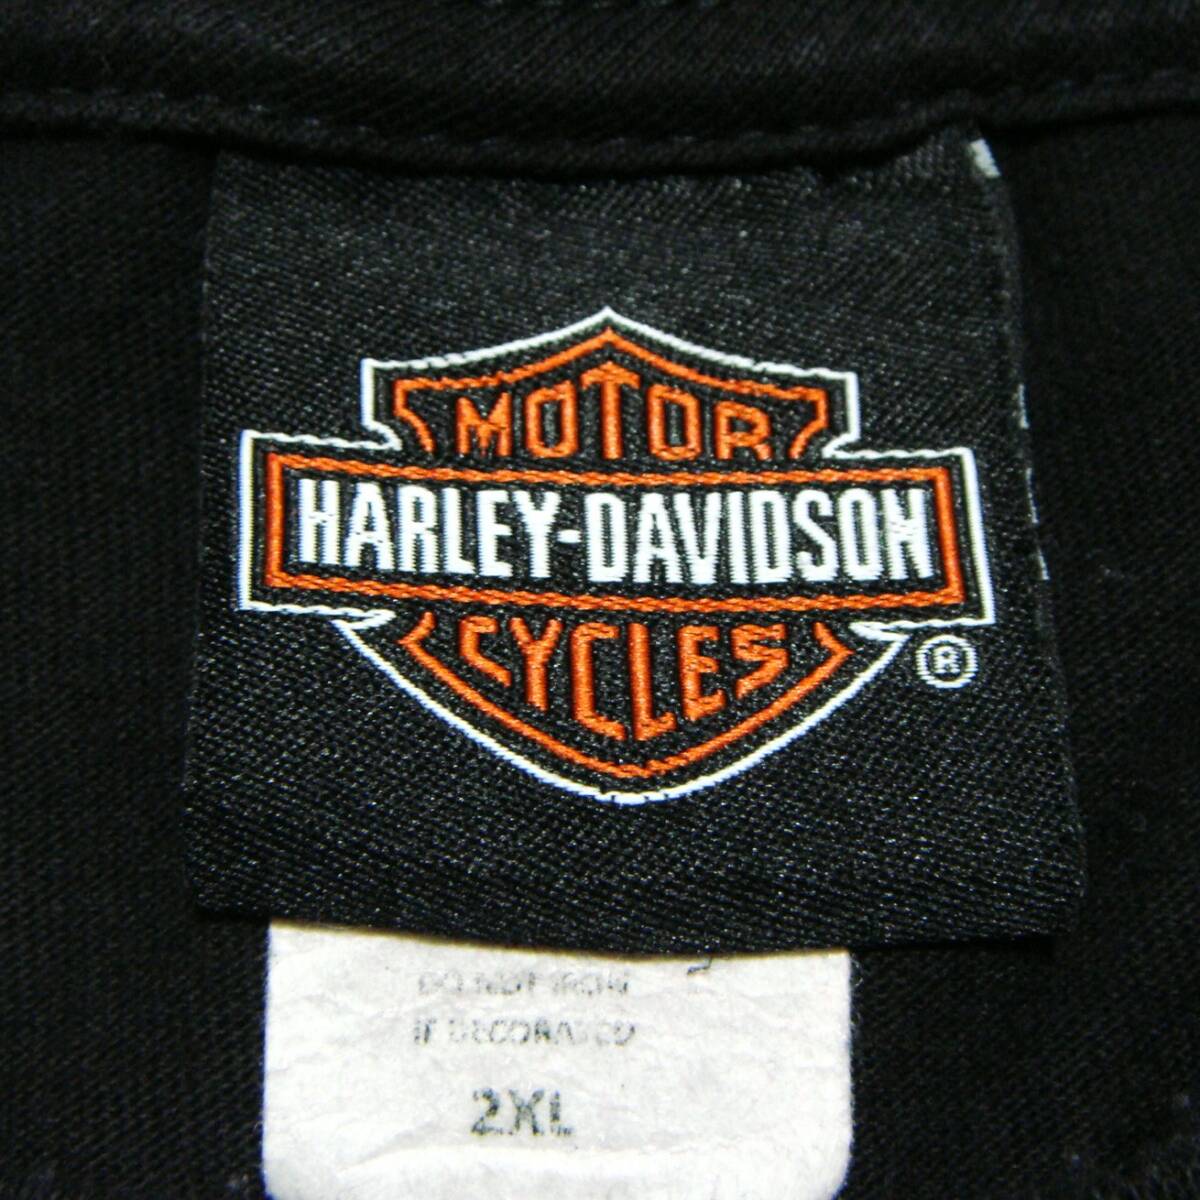 MOTOR
HARLEY-DAVIDSON
CYCLES
®
DO NOT IRON
IF DECORATED
2XL